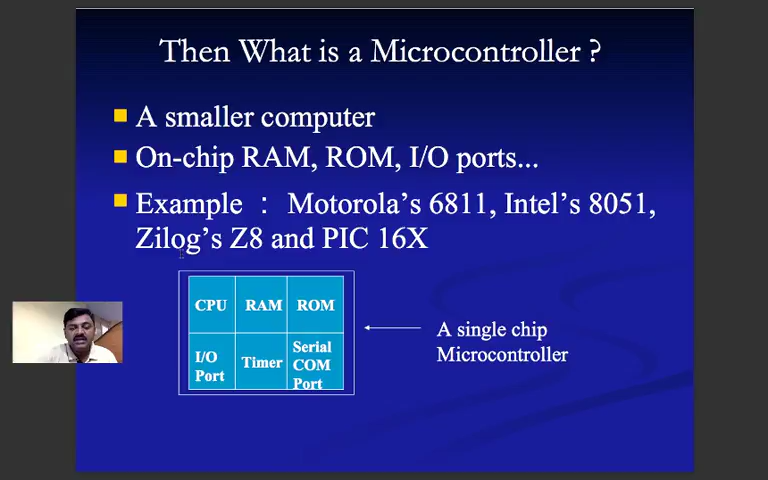 Then What is a Microcontroller ?
A smaller computer
On-chip RAM, ROM, I/O ports...
Example : Motorola's 6811, Intel's 8051,
Zilog's Z8 and PIC 16X
CPU RAM ROM
I/O Port Timer Serial COM Port
A single chip
Microcontroller